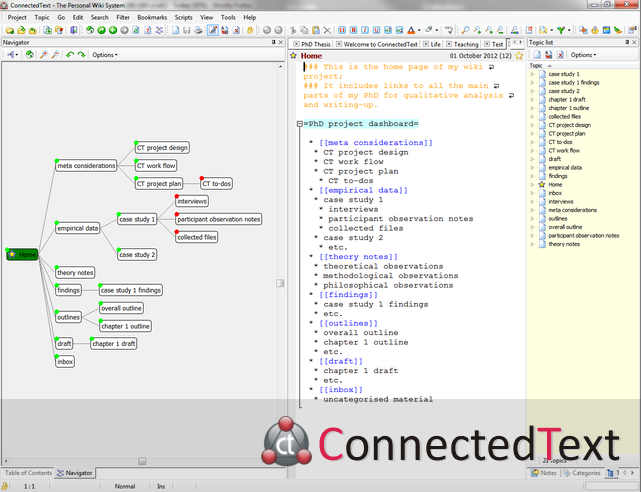 ConnectedText - The Personal Wiki System
Project Topic Go Edit Search Filter Bookmarks Scripts View Tools Help
Navigator
PhD Thesis Welcome to ConnectedText Life Teaching Test
Topic list
Options
Home
01 October 2012 (12)
Options
### This is the home page of my wiki
project;
### It includes links to all the main
parts of my PhD for qualitative analysis
and writing-up.
=PhD project dashboard=
* [[meta considerations]]
* CT project design
* CT work flow
* CT project plan
* CT to-dos
* [[empirical data]]
* case study 1
* interviews
* participant observation notes
* collected files
* case study 2
* etc.
* [[theory notes]]
* theoretical observations
* methodological observations
* philosophical observations
* [[findings]]
* case study 1 findings
* etc.
* [[outlines]]
* overall outline
* chapter 1 outline
* etc.
* [[draft]]
* chapter 1 draft
* etc.
* [[inbox]]
* uncategorised material
CT project design
meta considerations
CT work flow
CT project plan
CT to-dos
interviews
case study 1
participant observation notes
empirical data
collected files
Home
case study 2
theory notes
findings
case study 1 findings
overall outline
outlines
chapter 1 outline
draft
chapter 1 draft
inbox
Topic
case study 1
case study 1 findings
case study 2
chapter 1 draft
chapter 1 outline
collected files
CT project design
CT project plan
CT to-dos
CT work flow
draft
empirical data
findings
Home
inbox
interviews
meta considerations
outlines
overall outline
participant observation notes
theory notes
ct
ConnectedText
Topics
Table of Contents Navigator
Notes Categories
1 : 1 Normal Ins